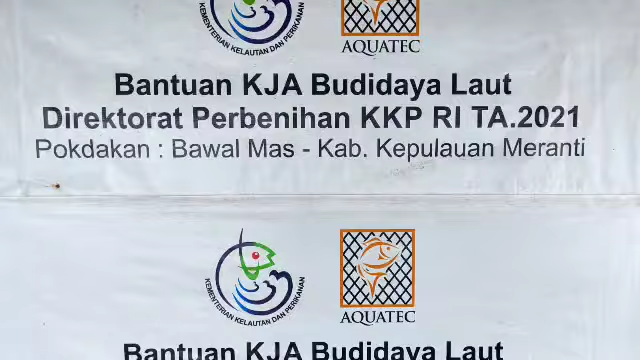 KEMENTERIAN KELAUTAN DAN PERIKANAN
AQUATEC
Bantuan KJA Budidaya Laut
Direktorat Perbenihan KKP RI TA.2021
Pokdakan : Bawal Mas - Kab. Kepulauan Meranti
KEMENTERIAN KELAUTAN DAN PERIKANAN
AQUATEC
Bantuan KJA Budidaya Laut